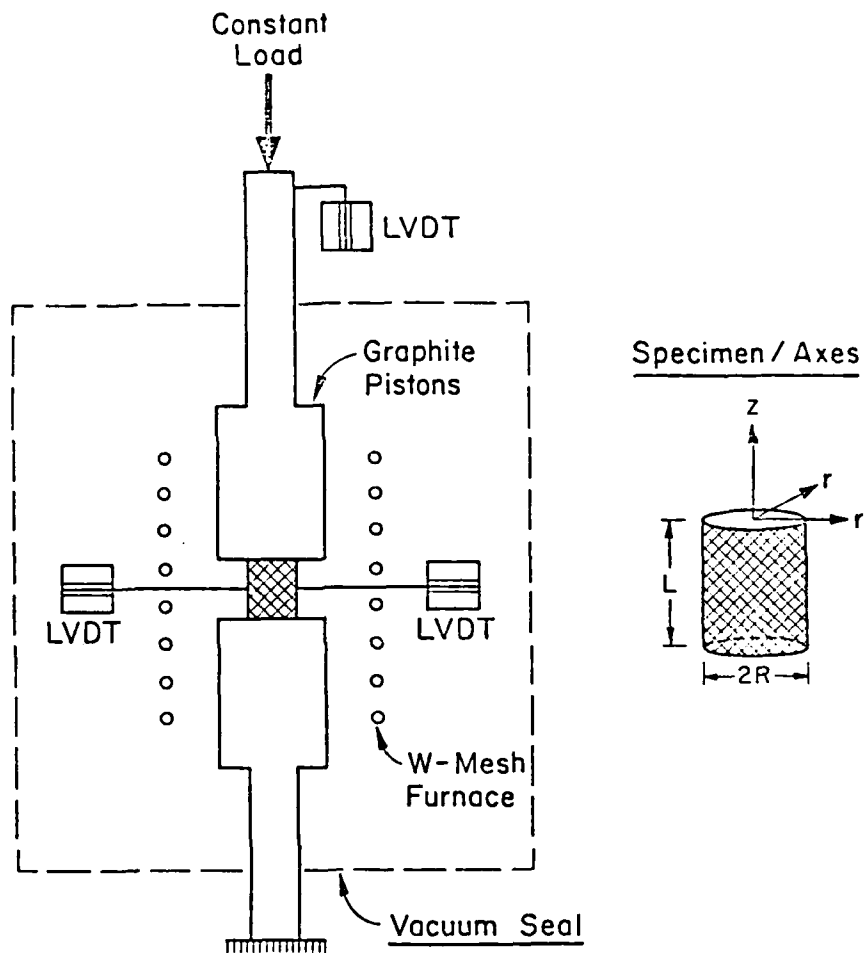 Constant
Load
LVDT
Graphite
Pistons
Specimen / Axes
z
r
r
L
2R
LVDT
LVDT
W-Mesh
Furnace
Vacuum Seal